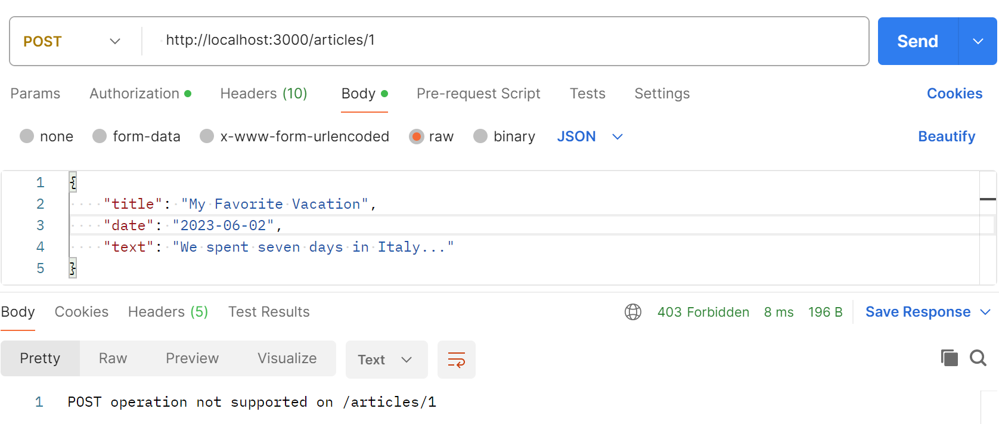 POST http://localhost:3000/articles/1 Send
Params Authorization Headers (10) Body Pre-request Script Tests Settings Cookies
none form-data x-www-form-urlencoded raw binary JSON Beautify
1 {
2 "title": "My Favorite Vacation",
3 "date": "2023-06-02",
4 "text": "We spent seven days in Italy..."
5 }
Body Cookies Headers (5) Test Results 403 Forbidden 8 ms 196 B Save Response
Pretty Raw Preview Visualize Text
1 POST operation not supported on /articles/1